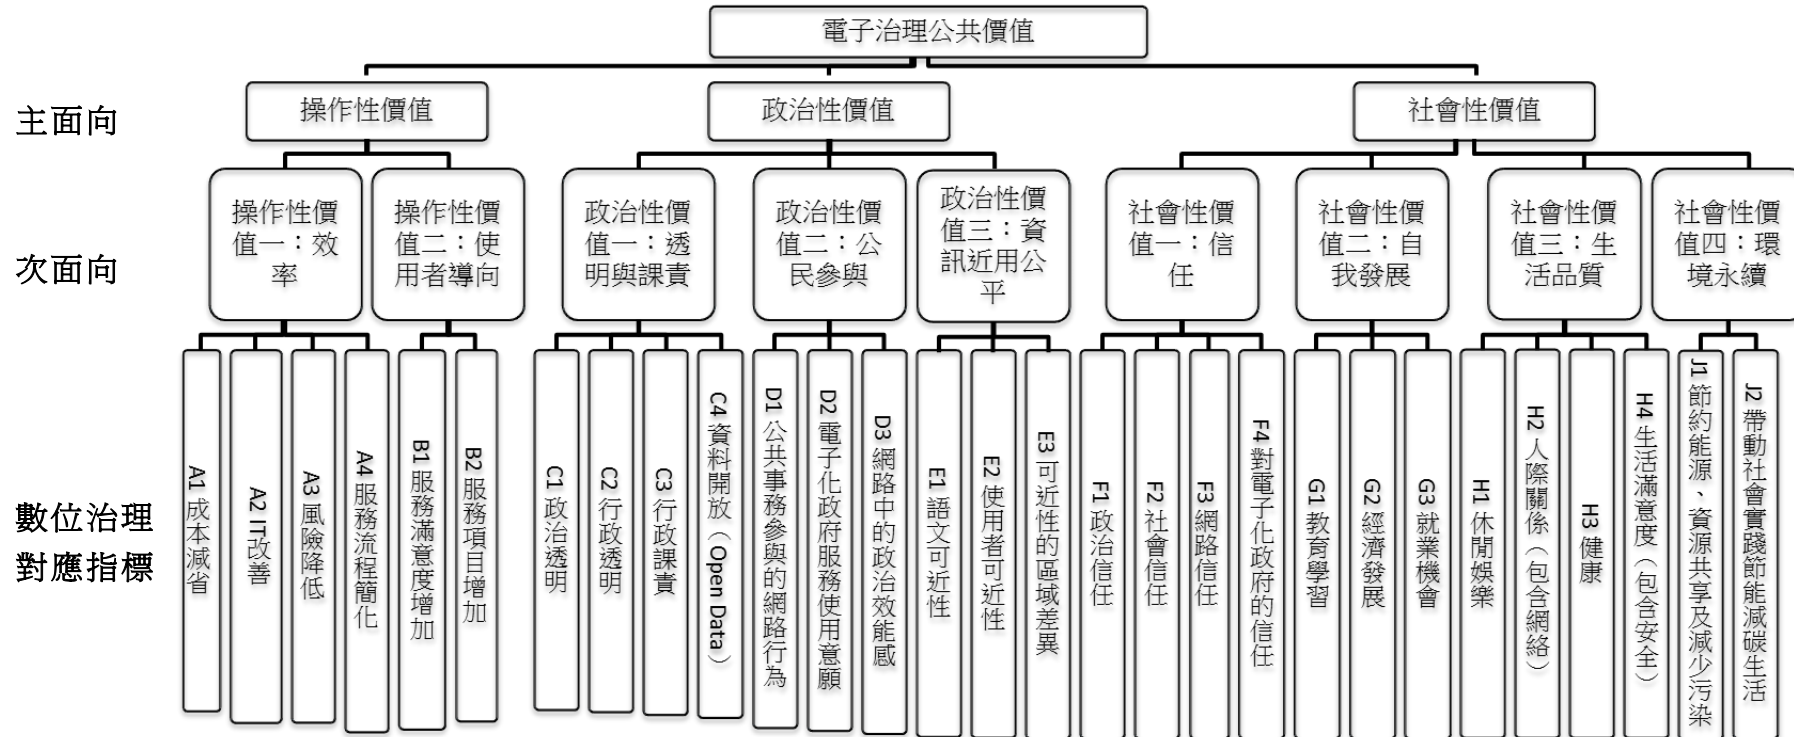 電子治理公共價值
主面向
操作性價值
政治性價值
社會性價值
次面向
操作性價
值一：效
率
操作性價
值二：使
用者導向
政治性價
值一：透
明與課責
政治性價
值二：公
民參與
政治性價
值三：資
訊近用公
平
社會性價
值一：信
任
社會性價
值二：自
我發展
社會性價
值三：生
活品質
社會性價
值四：環
境永續
數位治理
對應指標
A1 成本減省
A2 IT改善
A3 風險降低
A4 服務流程簡化
B1 服務滿意度增加
B2 服務項目增加
C1 政治透明
C2 行政透明
C3 行政課責
C4 資料開放（Open Data）
D1 公共事務參與的網路行為
D2 電子化政府服務使用意願
D3 網路中的政治效能感
E1 語文可近性
E2 使用者可近性
E3 可近性的區域差異
F1 政治信任
F2 社會信任
F3 網路信任
F4 對電子化政府的信任
G1 教育學習
G2 經濟發展
G3 就業機會
H1 休閒娛樂
H2 人際關係（包含網絡）
H3 健康
H4 生活滿意度（包含安全）
J1 節約能源、資源共享及減少污染
J2 帶動社會實踐節能減碳生活